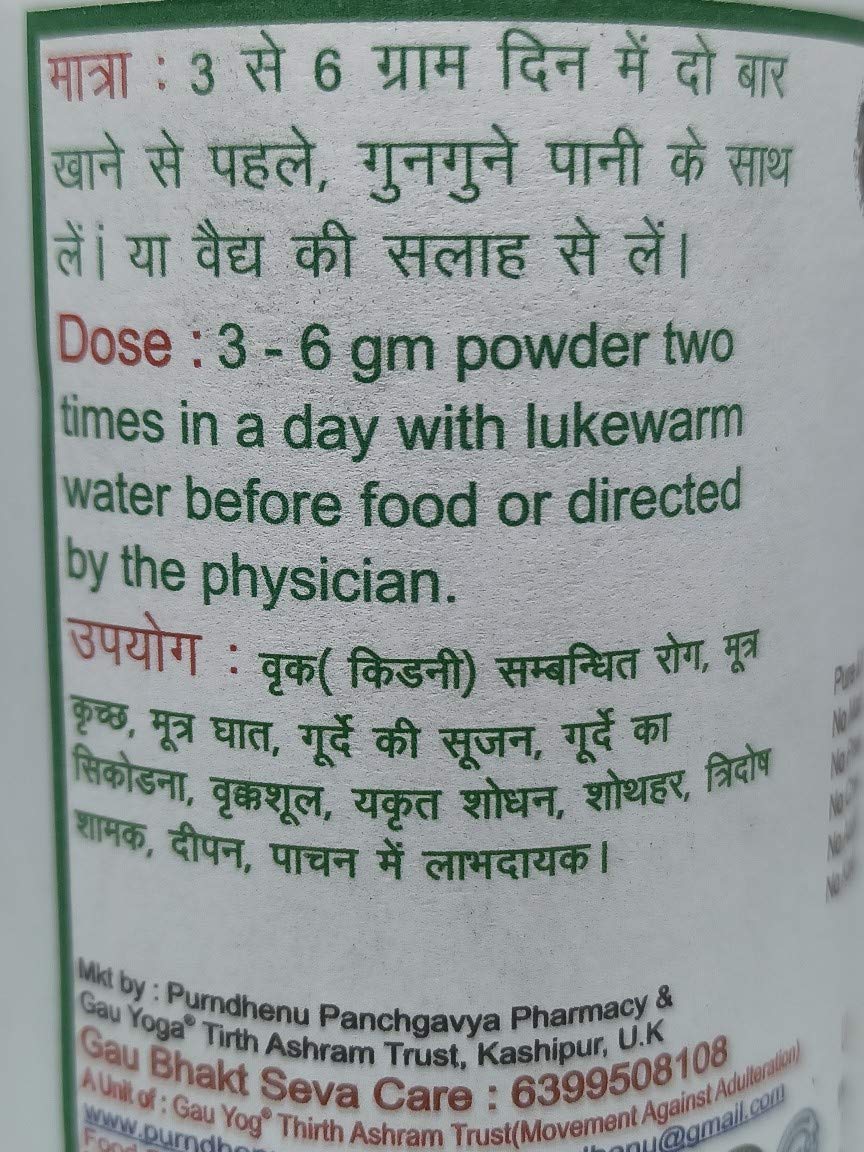 मात्रा : 3 से 6 ग्राम दिन में दो बार
खाने से पहले, गुनगुने पानी के साथ
लें। या वैद्य की सलाह से लें।
Dose : 3 - 6 gm powder two
times in a day with lukewarm
water before food or directed
by the physician.
उपयोग : वृक( किडनी) सम्बन्धित रोग, मूत्र
कृच्छ, मूत्र घात, गूर्दे की सूजन, गूर्दे का
सिकोडना, वृक्कशूल, यकृत शोधन, शोथहर, त्रिदोष
शामक, दीपन, पाचन में लाभदायक।
Mkt by : Purndhenu Panchgavya Pharmacy &
Gau Yoga® Tirth Ashram Trust, Kashipur, U.K
Gau Bhakt Seva Care : 6399508108
A Unit of : Gau Yog® Thirth Ashram Trust(Movement Against Adulteration)